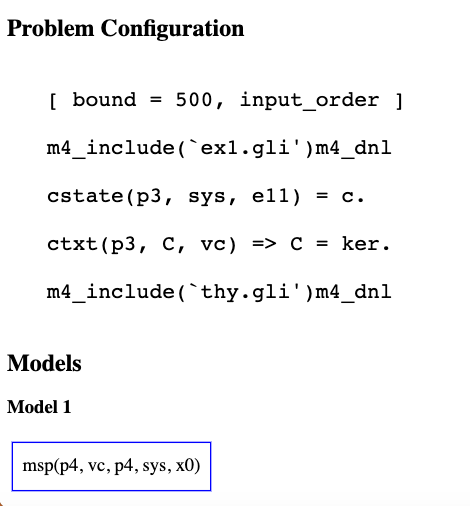 Problem Configuration
[ bound = 500, input_order ]
m4_include(`ex1.gli')m4_dnl
cstate(p3, sys, e11) = c.
ctxt(p3, C, vc) => C = ker.
m4_include(`thy.gli')m4_dnl
Models
Model 1
msp(p4, vc, p4, sys, x0)